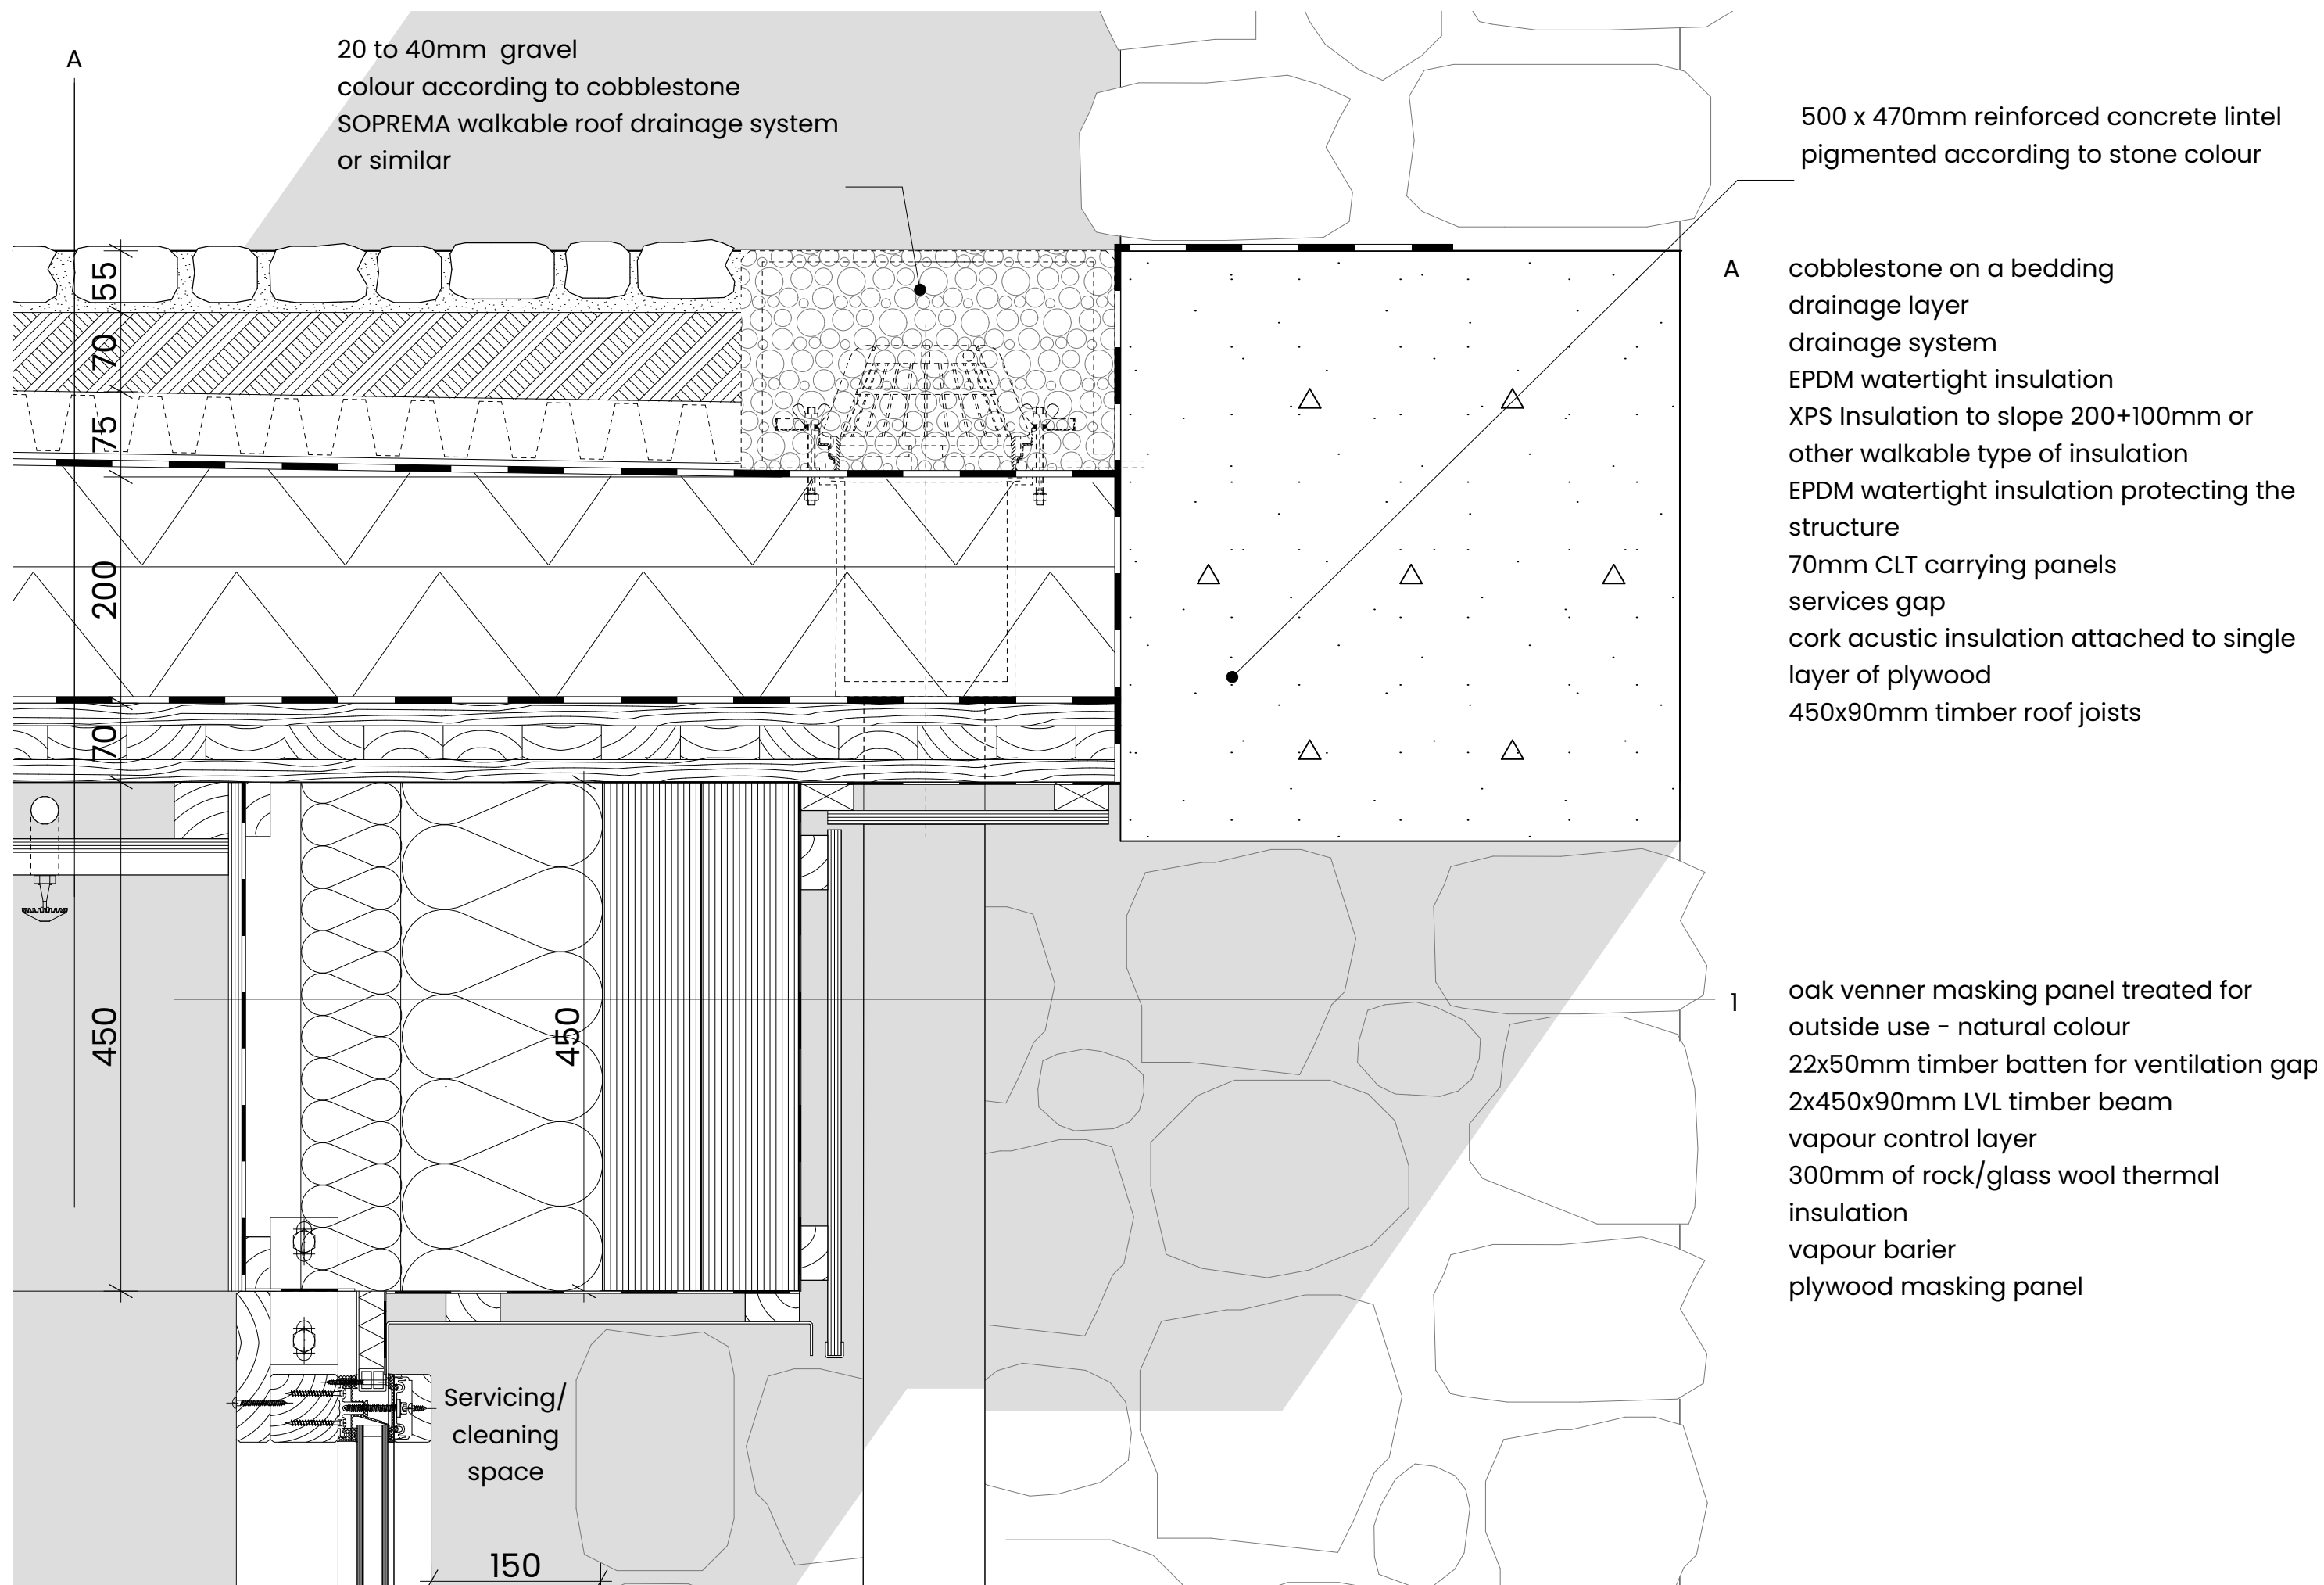 A
20 to 40mm  gravel
colour according to cobblestone
SOPREMA walkable roof drainage system
or similar
500 x 470mm reinforced concrete lintel
pigmented according to stone colour
55
70
75
200
70
450
450
A
cobblestone on a bedding
drainage layer
drainage system
EPDM watertight insulation
XPS Insulation to slope 200+100mm or
other walkable type of insulation
EPDM watertight insulation protecting the
structure
70mm CLT carrying panels
services gap
cork acustic insulation attached to single
layer of plywood
450x90mm timber roof joists
1
oak venner masking panel treated for
outside use - natural colour
22x50mm timber batten for ventilation gap
2x450x90mm LVL timber beam
vapour control layer
300mm of rock/glass wool thermal
insulation
vapour barier
plywood masking panel
Servicing/
cleaning
space
150